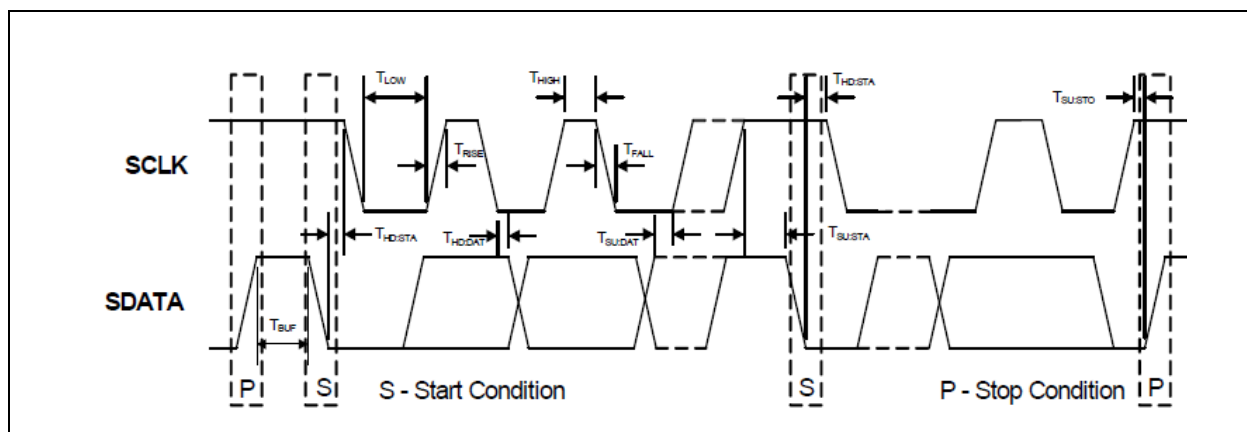 TLOW
THIGH
THD:STA
TSU:STO
SCLK
TRISE
TFALL
THD:STA
THD:DAT
TSU:DAT
TSU:STA
SDATA
TBUF
P
S
S - Start Condition
S
P - Stop Condition
P